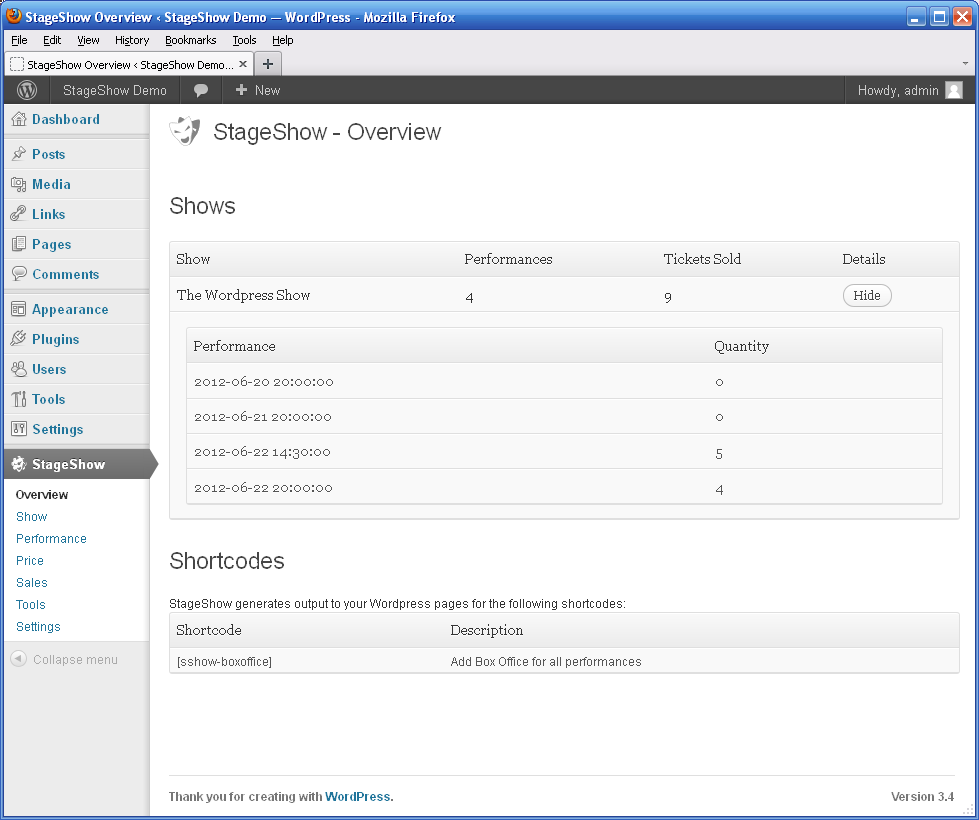 StageShow Overview ‹ StageShow Demo — WordPress - Mozilla Firefox
File Edit View History Bookmarks Tools Help
StageShow Overview ‹ StageShow Demo...
StageShow Demo New Howdy, admin
Dashboard
Posts
Media
Links
Pages
Comments
Appearance
Plugins
Users
Tools
Settings
StageShow
Overview
Show
Performance
Price
Sales
Tools
Settings
Collapse menu
StageShow - Overview
Shows
Show Performances Tickets Sold Details
The Wordpress Show 4 9 Hide
Performance Quantity
2012-06-20 20:00:00 0
2012-06-21 20:00:00 0
2012-06-22 14:30:00 5
2012-06-22 20:00:00 4
Shortcodes
StageShow generates output to your Wordpress pages for the following shortcodes:
Shortcode Description
[sshow-boxoffice] Add Box Office for all performances
Thank you for creating with WordPress. Version 3.4